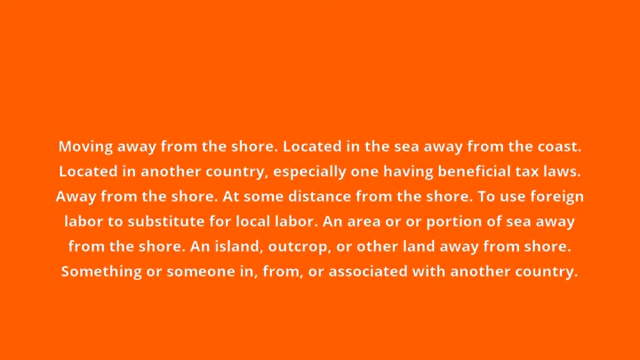 Moving away from the shore. Located in the sea away from the coast.
Located in another country, especially one having beneficial tax laws.
Away from the shore. At some distance from the shore. To use foreign
labor to substitute for local labor. An area or or portion of sea away
from the shore. An island, outcrop, or other land away from shore.
Something or someone in, from, or associated with another country.